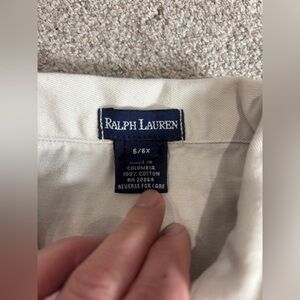 RALPH LAUREN
6/6X
MADE IN
COLOMBIA
100% COTTON
RN 20864
REVERSE FOR CARE